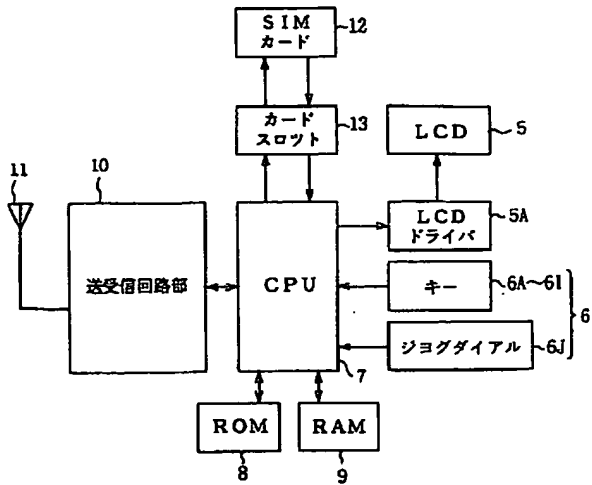 SIM
カード
12
カード
スロット
13
LCD
5
11
10
LCD
ドライバ
5A
送受信回路部
CPU
キー
6A~6I
6
ジョグダイアル
6J
7
ROM
RAM
8
9